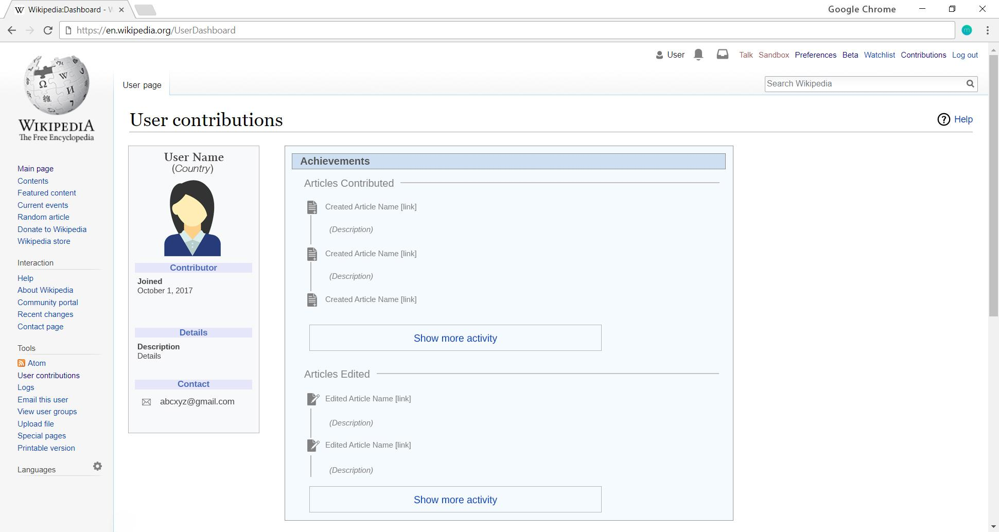 Wikipedia:Dashboard - W
Google Chrome
https://en.wikipedia.org/UserDashboard
User
Talk Sandbox Preferences Beta Watchlist Contributions Log out
User page
Search Wikipedia
WIKIPEDIA
The Free Encyclopedia
User contributions
Help
Main page
Contents
Featured content
Current events
Random article
Donate to Wikipedia
Wikipedia store
Interaction
Help
About Wikipedia
Community portal
Recent changes
Contact page
Tools
Atom
User contributions
Logs
Email this user
View user groups
Upload file
Special pages
Printable version
Languages
User Name
(Country)
Contributor
Joined
October 1, 2017
Details
Description
Details
Contact
abcxyz@gmail.com
Achievements
Articles Contributed
Created Article Name [link]
(Description)
Created Article Name [link]
(Description)
Created Article Name [link]
Show more activity
Articles Edited
Edited Article Name [link]
(Description)
Edited Article Name [link]
(Description)
Show more activity